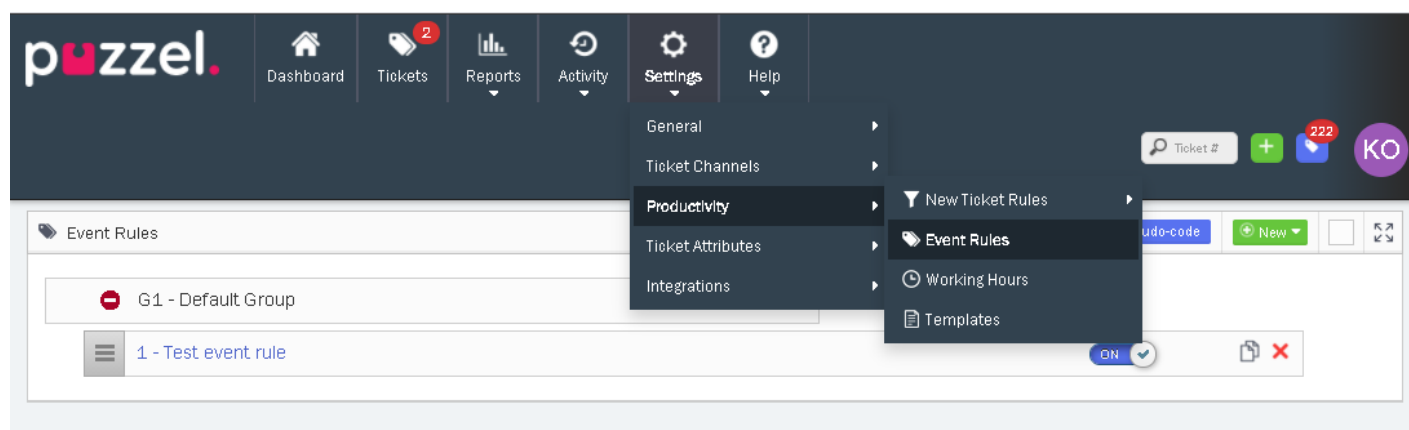 puzzel.
Dashboard
Tickets
2
Reports
Activity
Settings
Help
General
Ticket Channels
Productivity
Ticket Attributes
Integrations
New Ticket Rules
Event Rules
Working Hours
Templates
Ticket #
222
KO
Event Rules
udo-code
New
G1 - Default Group
1 - Test event rule
ON